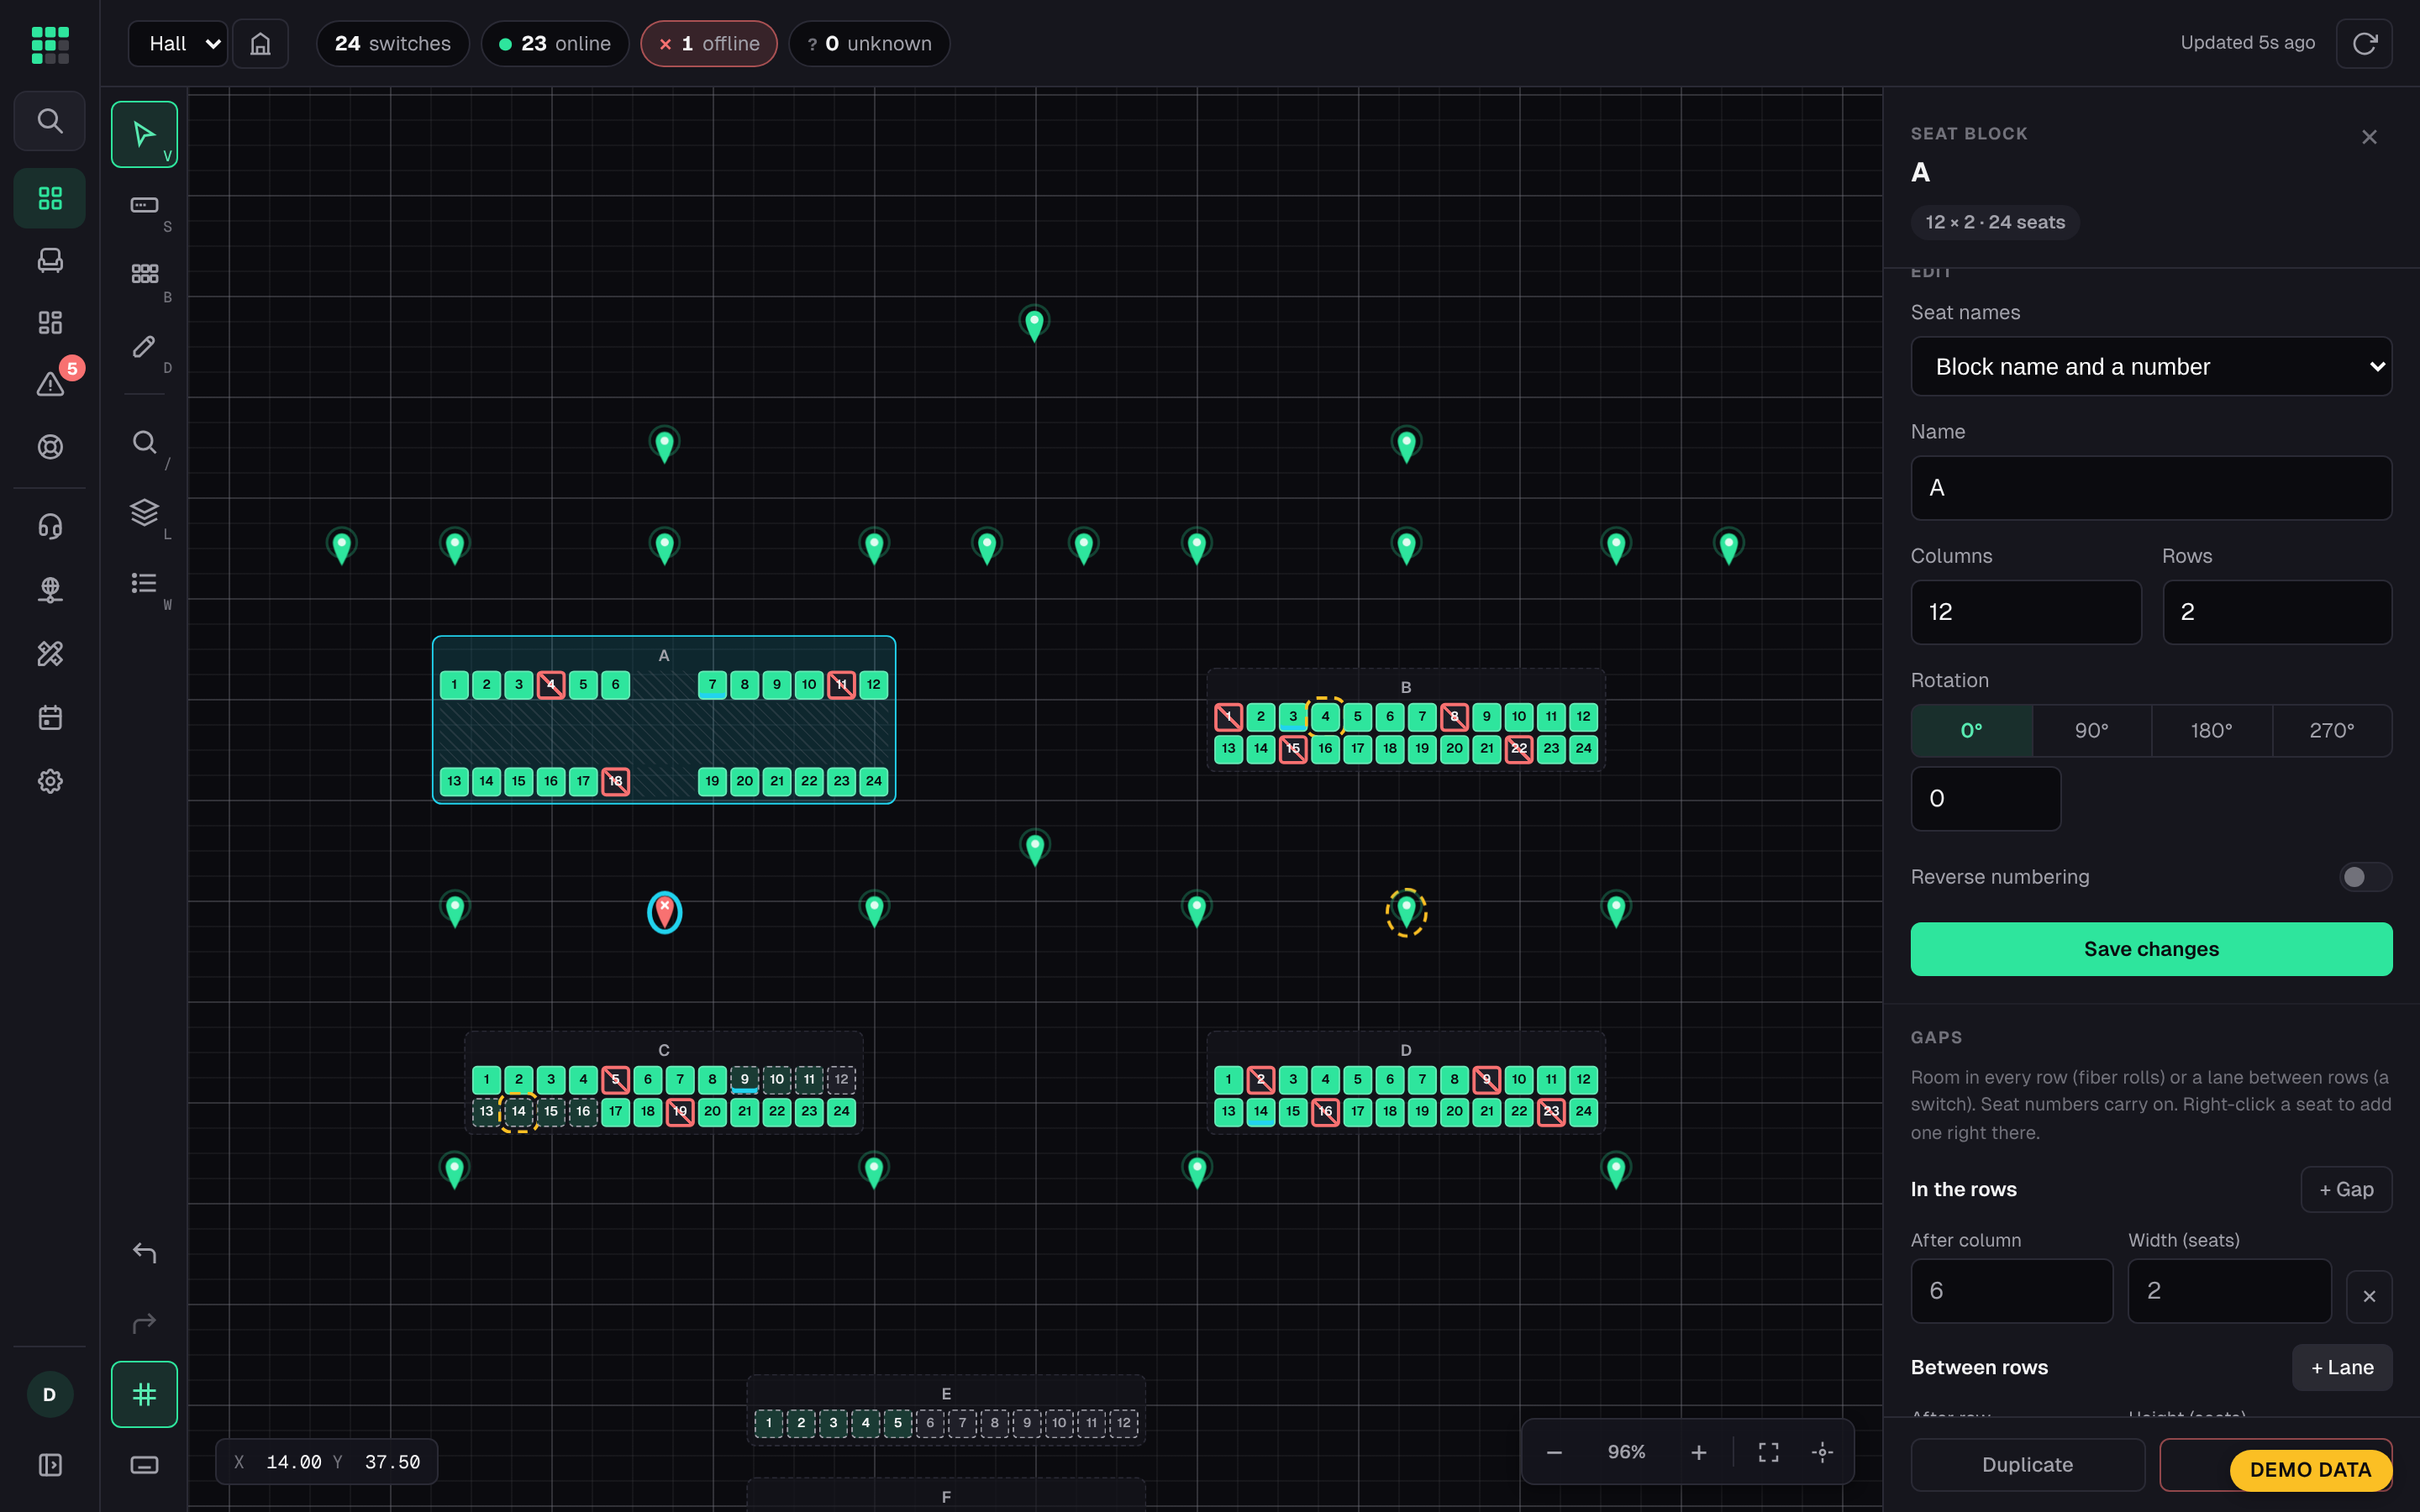 Hall
24 switches
23 online
× 1 offline
? 0 unknown
Updated 5s ago
V
S
B
D
/
L
W
5
D
A
1 2 3 4 5 6 7 8 9 10 11 12
13 14 15 16 17 18 19 20 21 22 23 24
B
1 2 3 4 5 6 7 8 9 10 11 12
13 14 15 16 17 18 19 20 21 22 23 24
C
1 2 3 4 5 6 7 8 9 10 11 12
13 14 15 16 17 18 19 20 21 22 23 24
D
1 2 3 4 5 6 7 8 9 10 11 12
13 14 15 16 17 18 19 20 21 22 23 24
E
1 2 3 4 5 6 7 8 9 10 11 12
F
X 14.00 Y 37.50
96%
SEAT BLOCK
A
12 × 2 · 24 seats
EDIT
Seat names
Block name and a number
Name
A
Columns
Rows
12
2
Rotation
0° 90° 180° 270°
0
Reverse numbering
Save changes
GAPS
Room in every row (fiber rolls) or a lane between rows (a
switch). Seat numbers carry on. Right-click a seat to add
one right there.
In the rows
+ Gap
After column
Width (seats)
6
2
Between rows
+ Lane
After row
Height (seats)
Duplicate
DEMO DATA